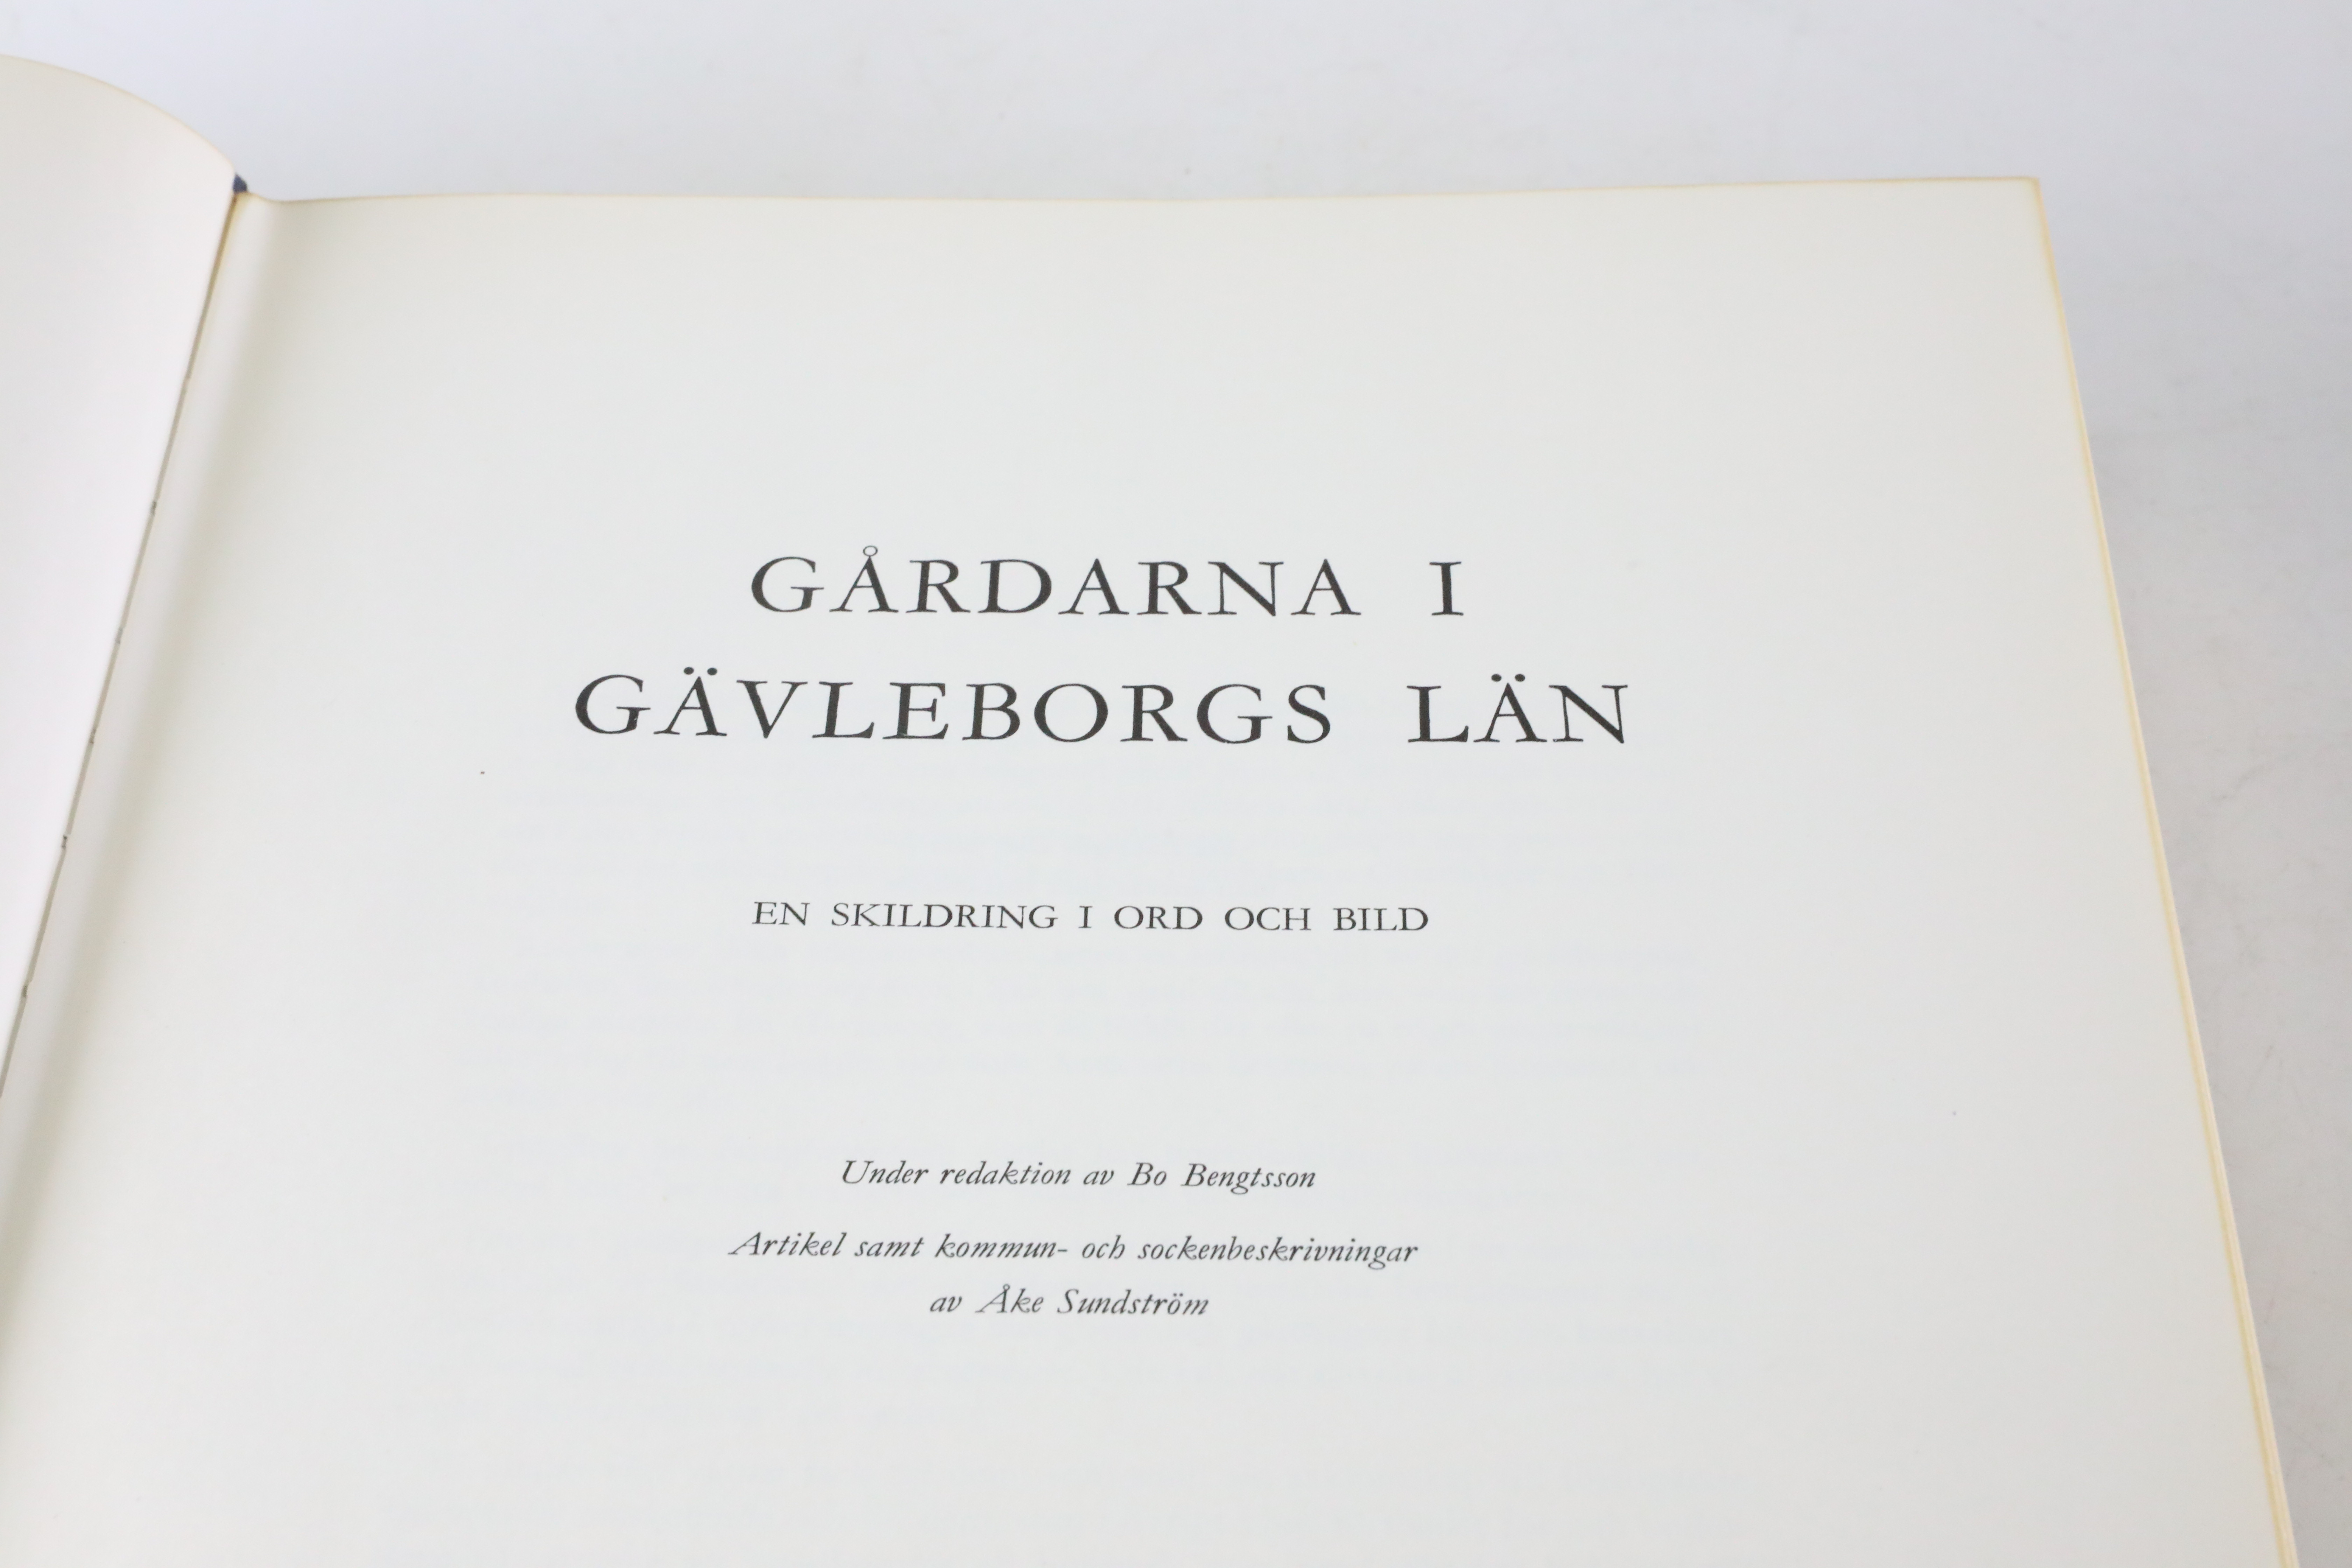 GÅRDARNA I
GÄVLEBORGS LÄN
EN SKILDRING I ORD OCH BILD
Under redaktion av Bo Bengtsson
Artikel samt kommun- och sockenbeskrivningar
av Åke Sundström